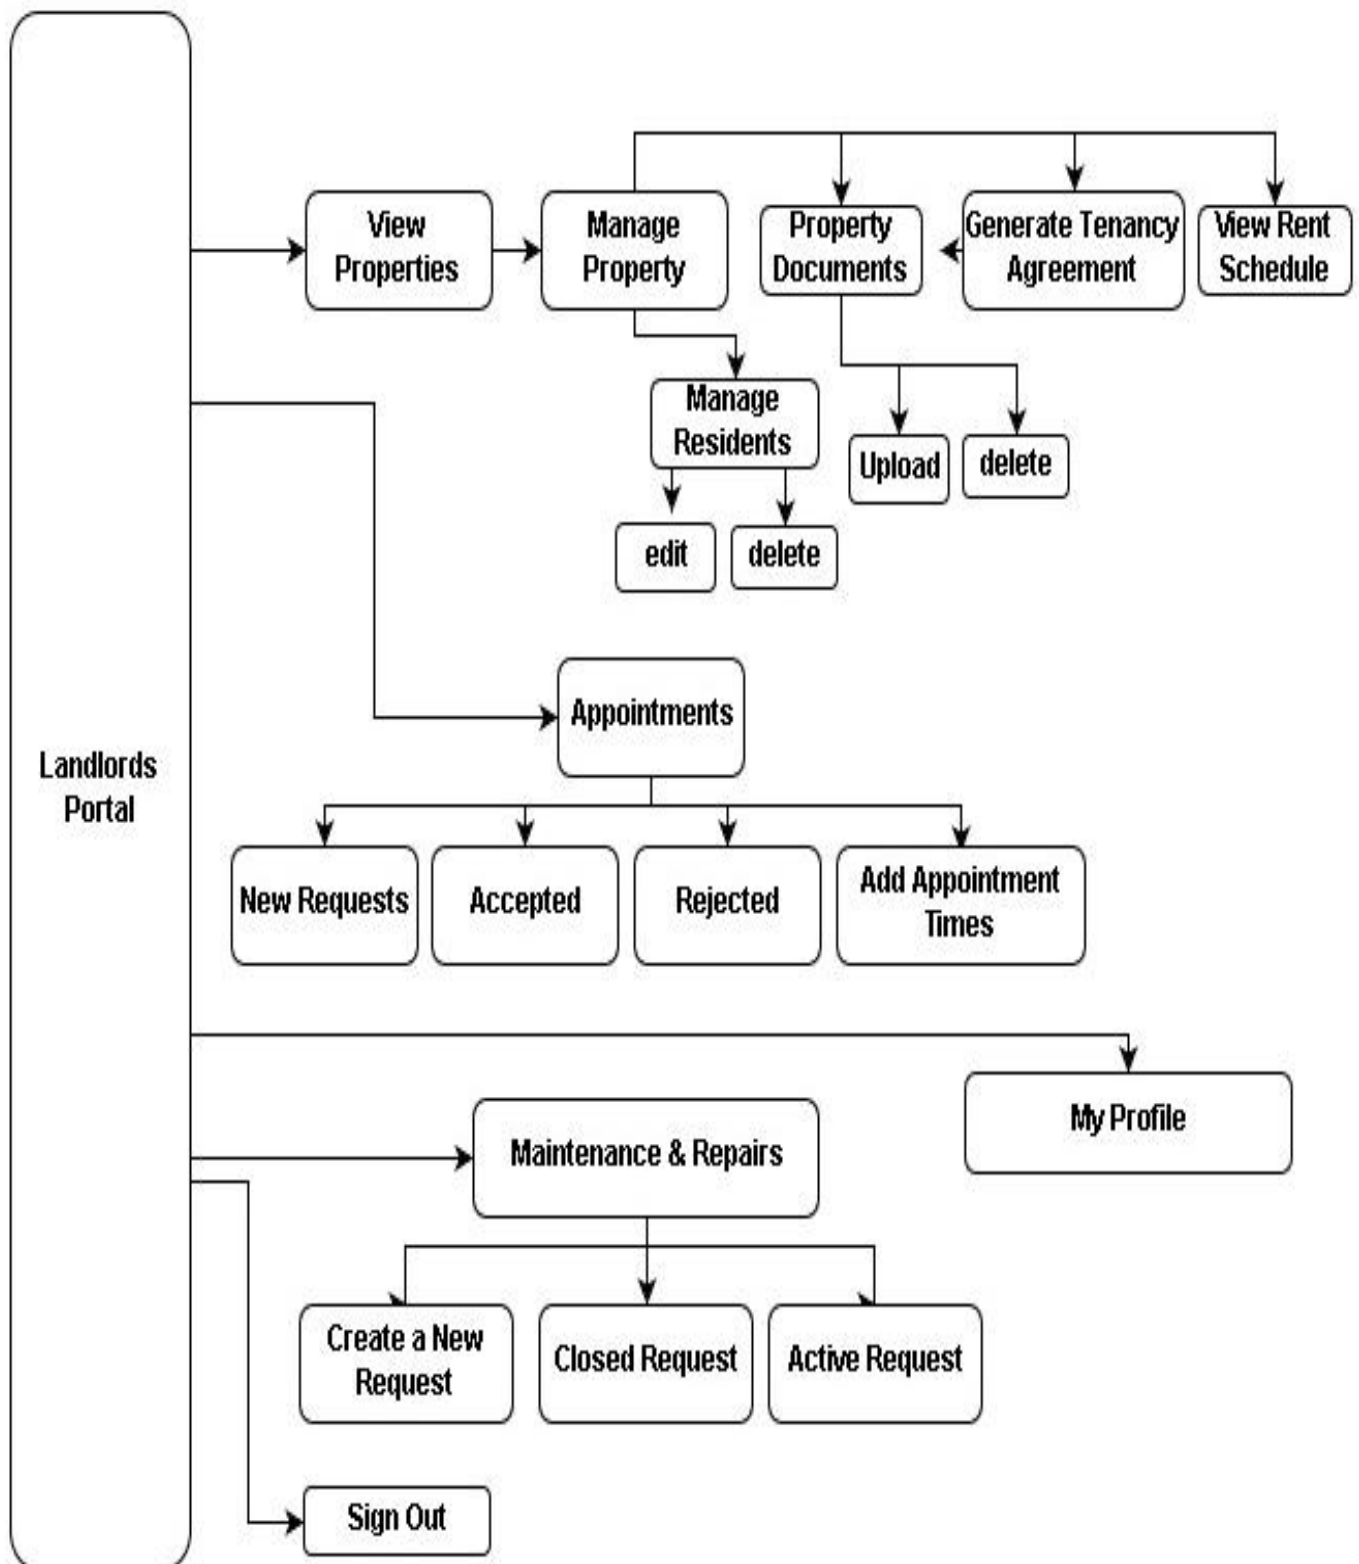 View
Properties
Manage
Property
Property
Documents
Generate Tenancy
Agreement
View Rent
Schedule
Manage
Residents
Upload
delete
edit
delete
Appointments
Landlords
Portal
New Requests
Accepted
Rejected
Add Appointment
Times
My Profile
Maintenance & Repairs
Create a New
Request
Closed Request
Active Request
Sign Out